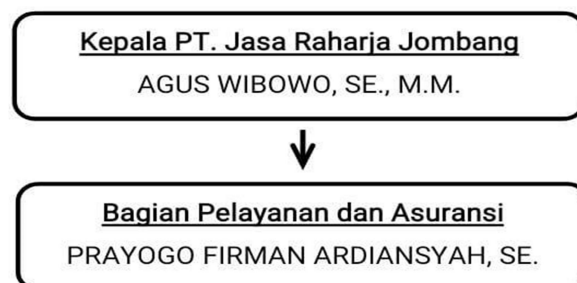 Kepala PT. Jasa Raharja Jombang
AGUS WIBOWO, SE., M.M.
Bagian Pelayanan dan Asuransi
PRAYOGO FIRMAN ARDIANSYAH, SE.